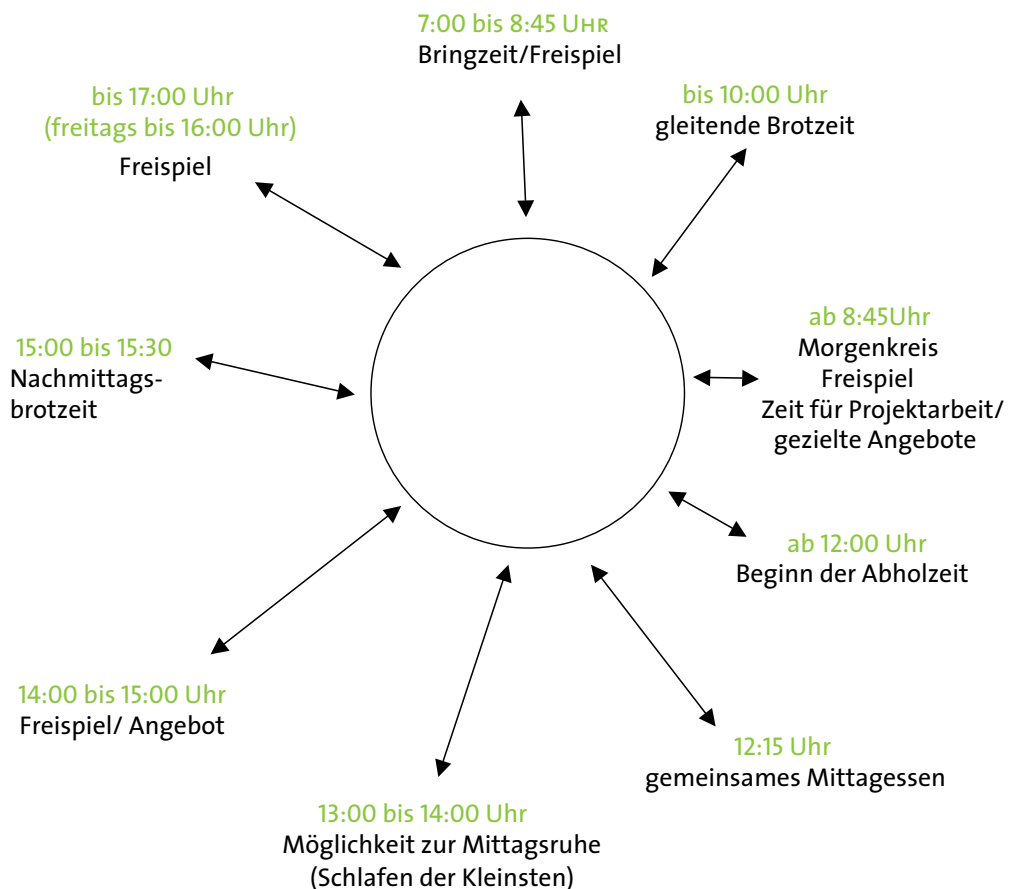 7:00 bis 8:45 Uhr
Bringzeit/Freispiel
bis 10:00 Uhr
gleitende Brotzeit
ab 8:45Uhr
Morgenkreis
Freispiel
Zeit für Projektarbeit/
gezielte Angebote
ab 12:00 Uhr
Beginn der Abholzeit
12:15 Uhr
gemeinsames Mittagessen
13:00 bis 14:00 Uhr
Möglichkeit zur Mittagsruhe
(Schlafen der Kleinsten)
14:00 bis 15:00 Uhr
Freispiel/ Angebot
15:00 bis 15:30
Nachmittags-
brotzeit
bis 17:00 Uhr
(freitags bis 16:00 Uhr)
Freispiel